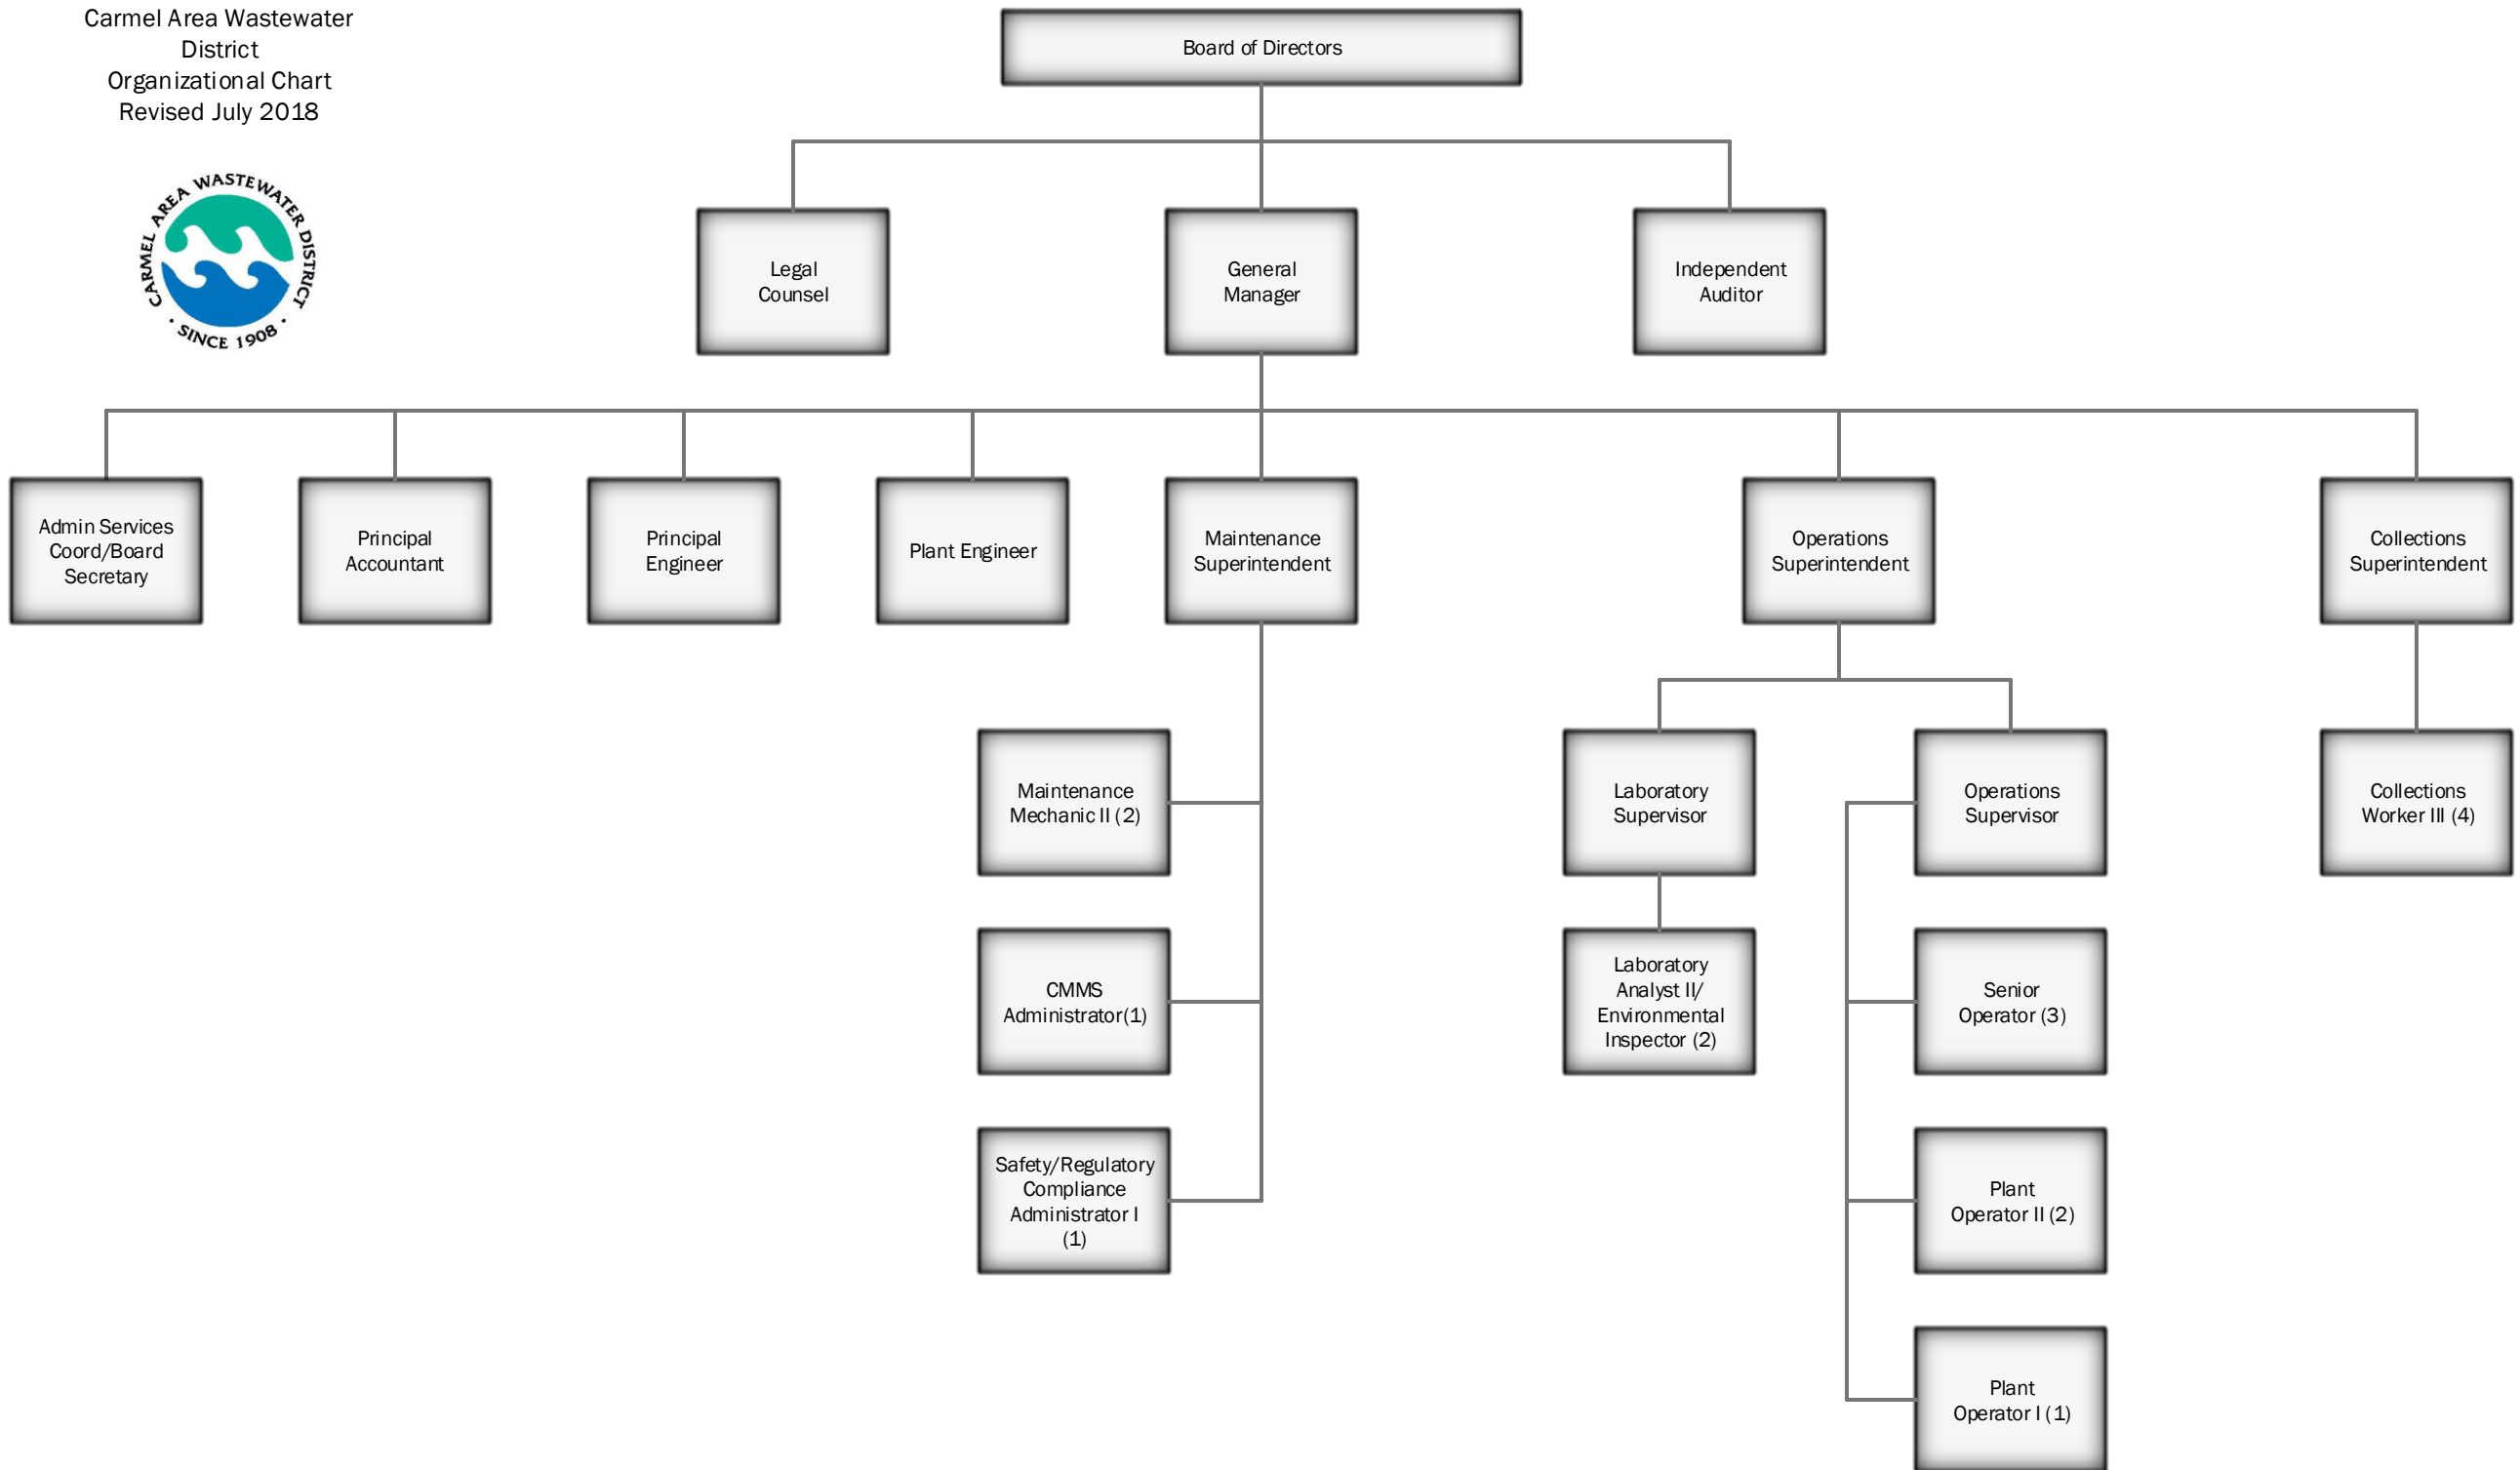 Carmel Area Wastewater
District
Organizational Chart
Revised July 2018
CARMEL AREA WASTEWATER DISTRICT
· SINCE 1908 ·
Board of Directors
Legal
Counsel
General
Manager
Independent
Auditor
Admin Services
Coord/Board
Secretary
Principal
Accountant
Principal
Engineer
Plant Engineer
Maintenance
Superintendent
Operations
Superintendent
Collections
Superintendent
Maintenance
Mechanic II (2)
Laboratory
Supervisor
Operations
Supervisor
Collections
Worker III (4)
CMMS
Administrator(1)
Laboratory
Analyst II/
Environmental
Inspector (2)
Senior
Operator (3)
Safety/Regulatory
Compliance
Administrator I
(1)
Plant
Operator II (2)
Plant
Operator I (1)